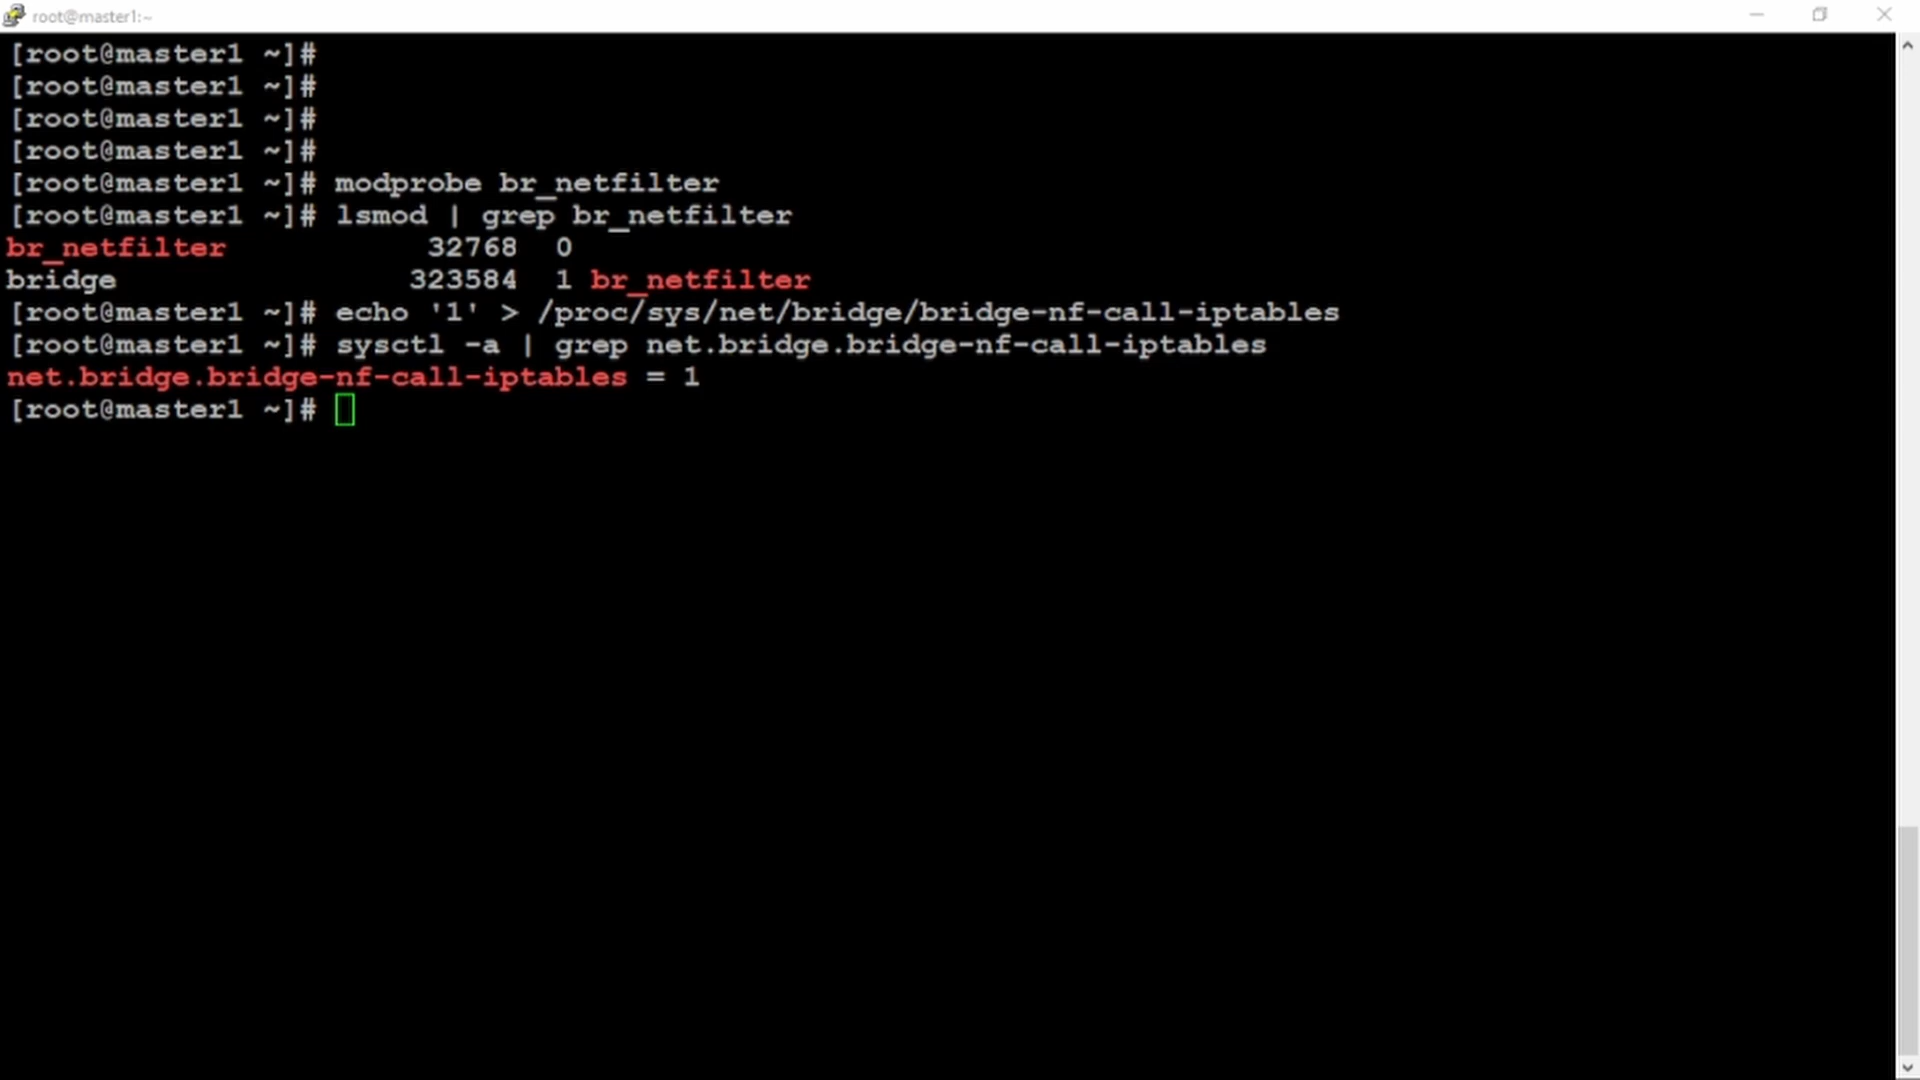 root@master1:~
[root@master1 ~]#
[root@master1 ~]#
[root@master1 ~]#
[root@master1 ~]#
[root@master1 ~]# modprobe br_netfilter
[root@master1 ~]# lsmod | grep br_netfilter
br_netfilter           32768  0
bridge                323584  1 br_netfilter
[root@master1 ~]# echo '1' > /proc/sys/net/bridge/bridge-nf-call-iptables
[root@master1 ~]# sysctl -a | grep net.bridge.bridge-nf-call-iptables
net.bridge.bridge-nf-call-iptables = 1
[root@master1 ~]#